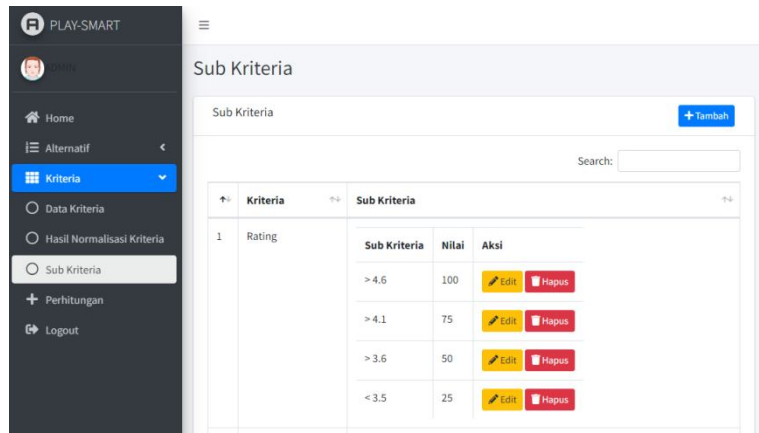 PLAY-SMART
ADMIN
Home
Alternatif
Kriteria
Data Kriteria
Hasil Normalisasi Kriteria
Sub Kriteria
Perhitungan
Logout
Sub Kriteria
Sub Kriteria
Tambah
Search:
Kriteria Sub Kriteria
1 Rating
Sub Kriteria Nilai Aksi
> 4.6 100 Edit Hapus
> 4.1 75 Edit Hapus
> 3.6 50 Edit Hapus
< 3.5 25 Edit Hapus